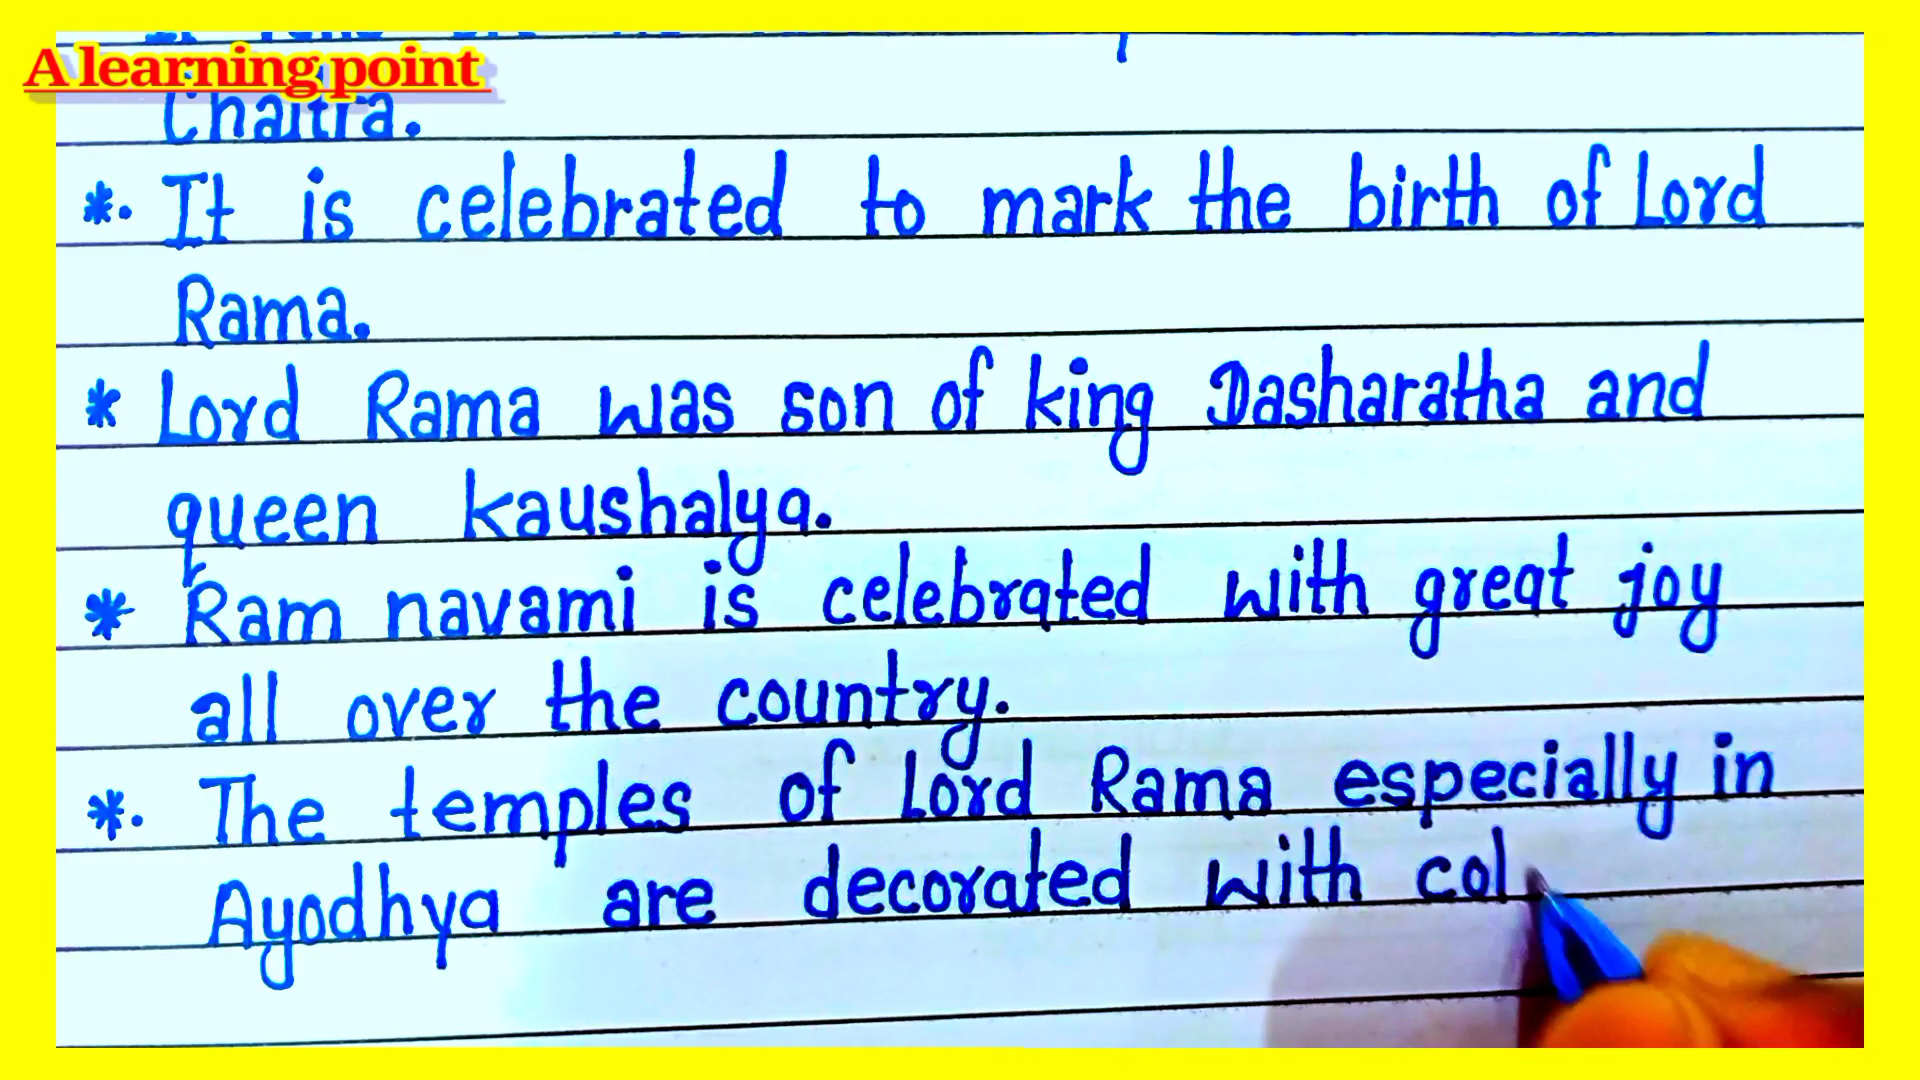 A learning point
Chaitra.
*. It is celebrated to mark the birth of Lord
Rama.
* Lord Rama was son of king Dasharatha and
queen kaushalya.
* Ram navami is celebrated with great joy
all over the country.
*. The temples of Lord Rama especially in
Ayodhya are decorated with col